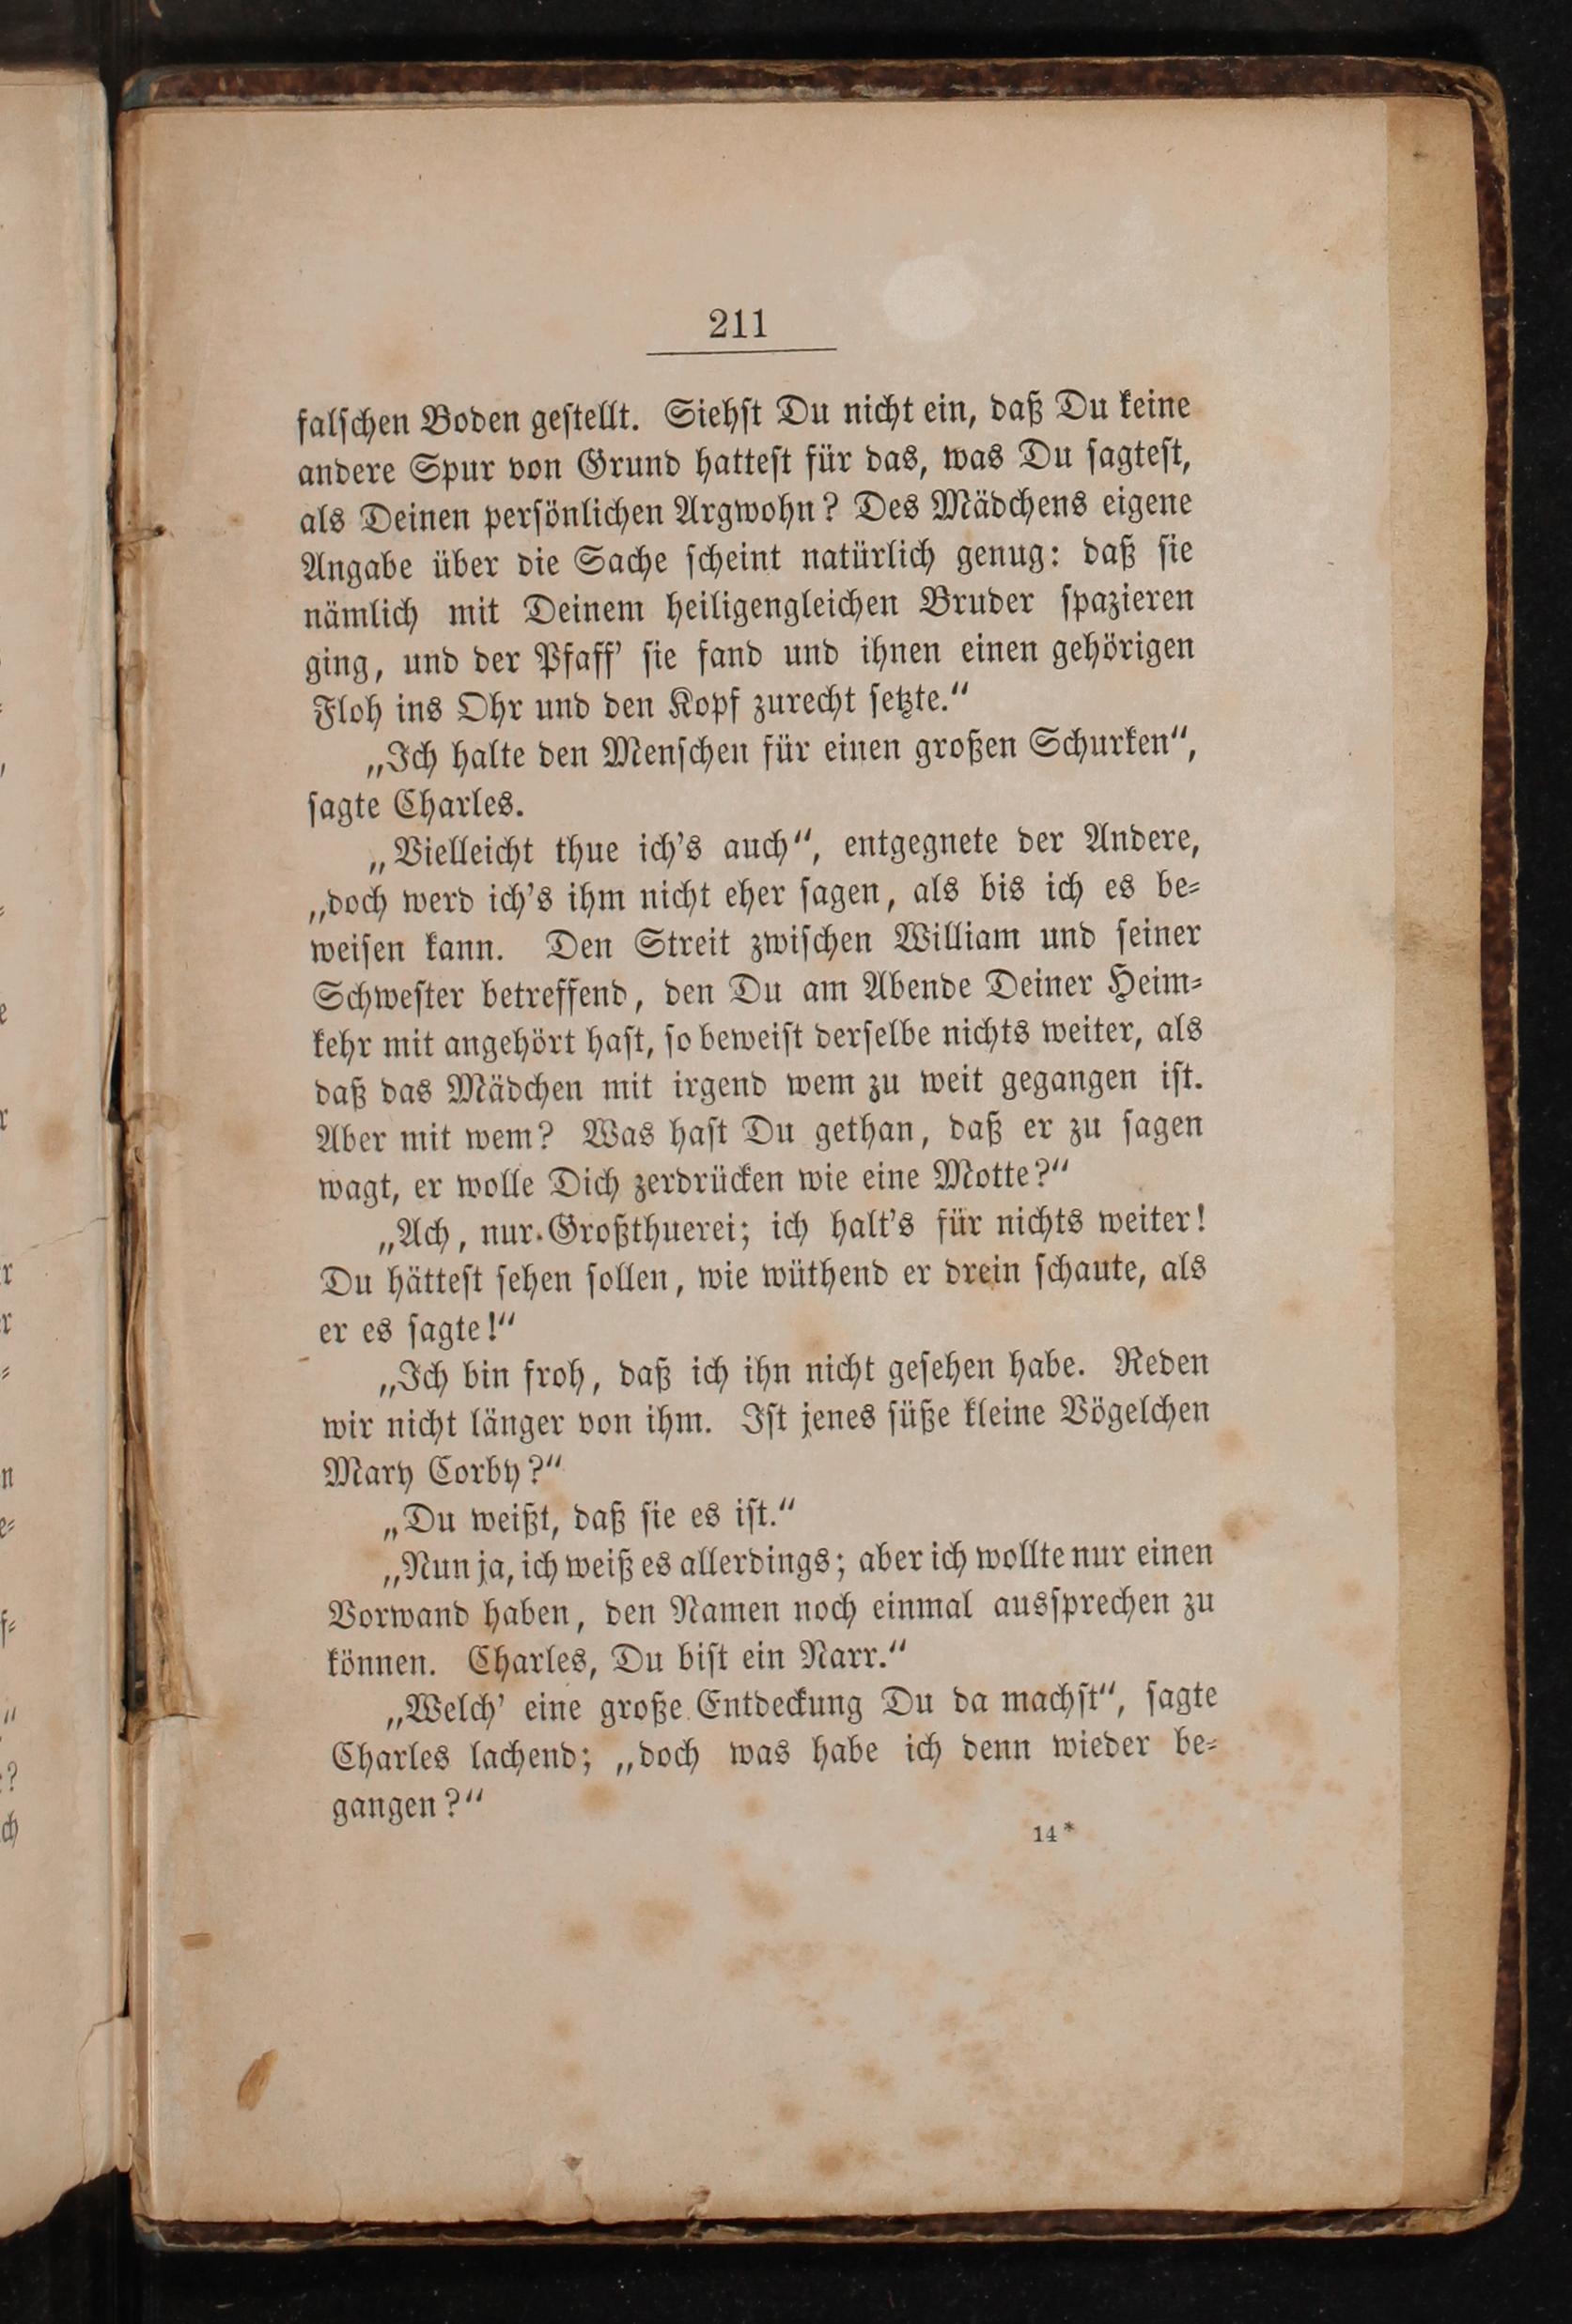 211
falschen Boden gestellt. Siehst Du nicht ein, daß Du keine
andere Spur von Grund hattest für das, was Du sagtest,
als Deinen persönlichen Argwohn? Des Mädchens eigene
Angabe über die Sache scheint natürlich genug: daß sie
nämlich mit Deinem heiligengleichen Bruder spazieren
ging, und der Pfaff' sie fand und ihnen einen gehörigen
Floh ins Ohr und den Kopf zurecht setzte.“
„Ich halte den Menschen für einen großen Schurken“,
sagte Charles.
„Vielleicht thue ich's auch“, entgegnete der Andere,
„doch werd ich's ihm nicht eher sagen, als bis ich es be-
weisen kann. Den Streit zwischen William und seiner
Schwester betreffend, den Du am Abende Deiner Heim-
kehr mit angehört hast, so beweist derselbe nichts weiter, als
daß das Mädchen mit irgend wem zu weit gegangen ist.
Aber mit wem? Was hast Du gethan, daß er zu sagen
wagt, er wolle Dich zerdrücken wie eine Motte?“
„Ach, nur Großthuerei; ich halt's für nichts weiter!
Du hättest sehen sollen, wie wüthend er drein schaute, als
er es sagte!“
„Ich bin froh, daß ich ihn nicht gesehen habe. Reden
wir nicht länger von ihm. Ist jenes süße kleine Vögelchen
Mary Corby?“
„Du weißt, daß sie es ist.“
„Nun ja, ich weiß es allerdings; aber ich wollte nur einen
Vorwand haben, den Namen noch einmal aussprechen zu
können. Charles, Du bist ein Narr.“
„Welch' eine große Entdeckung Du da machst“, sagte
Charles lachend; „doch was habe ich denn wieder be-
gangen?“
14*